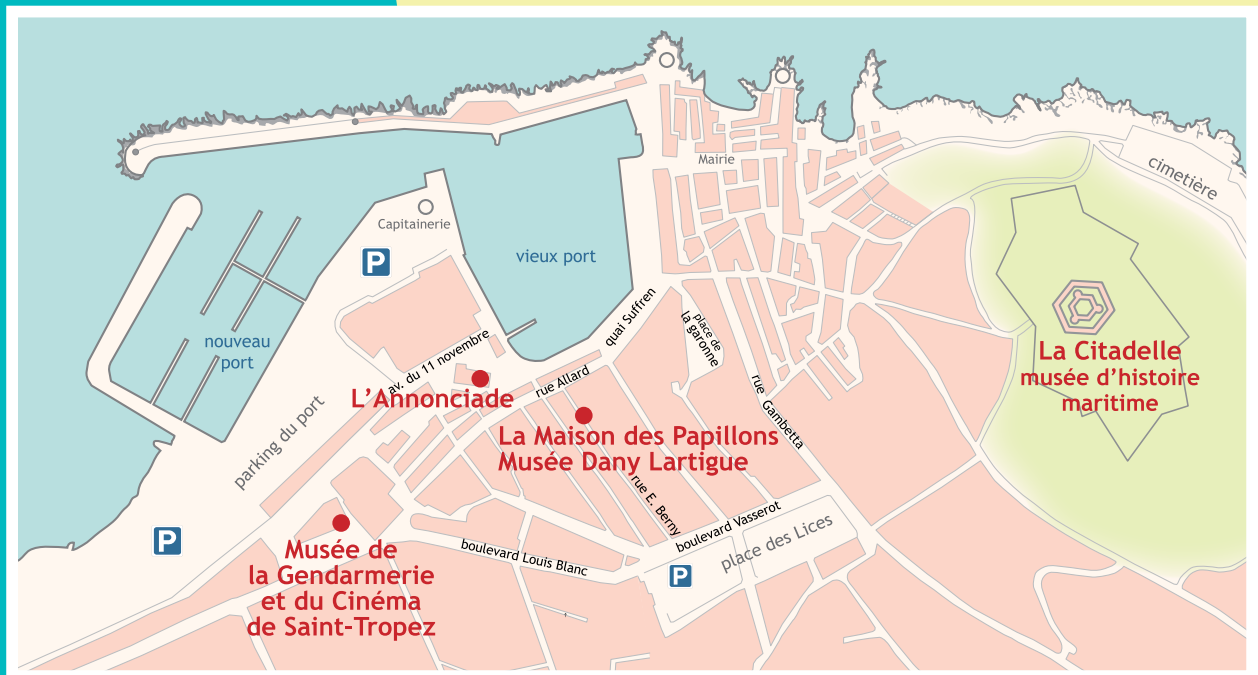 Mairie
cimetière
Capitainerie
P
vieux port
quai Suffren
place de
la garonne
nouveau
port
av. du 11 novembre
La Citadelle
musée d'histoire
maritime
L'Annonciade
rue Allard
rue Gambetta
parking du port
La Maison des Papillons
Musée Dany Lartigue
rue E. Berny
boulevard Vasserot
place des Lices
P
P
boulevard Louis Blanc
Musée de
la Gendarmerie
et du Cinéma
de Saint-Tropez